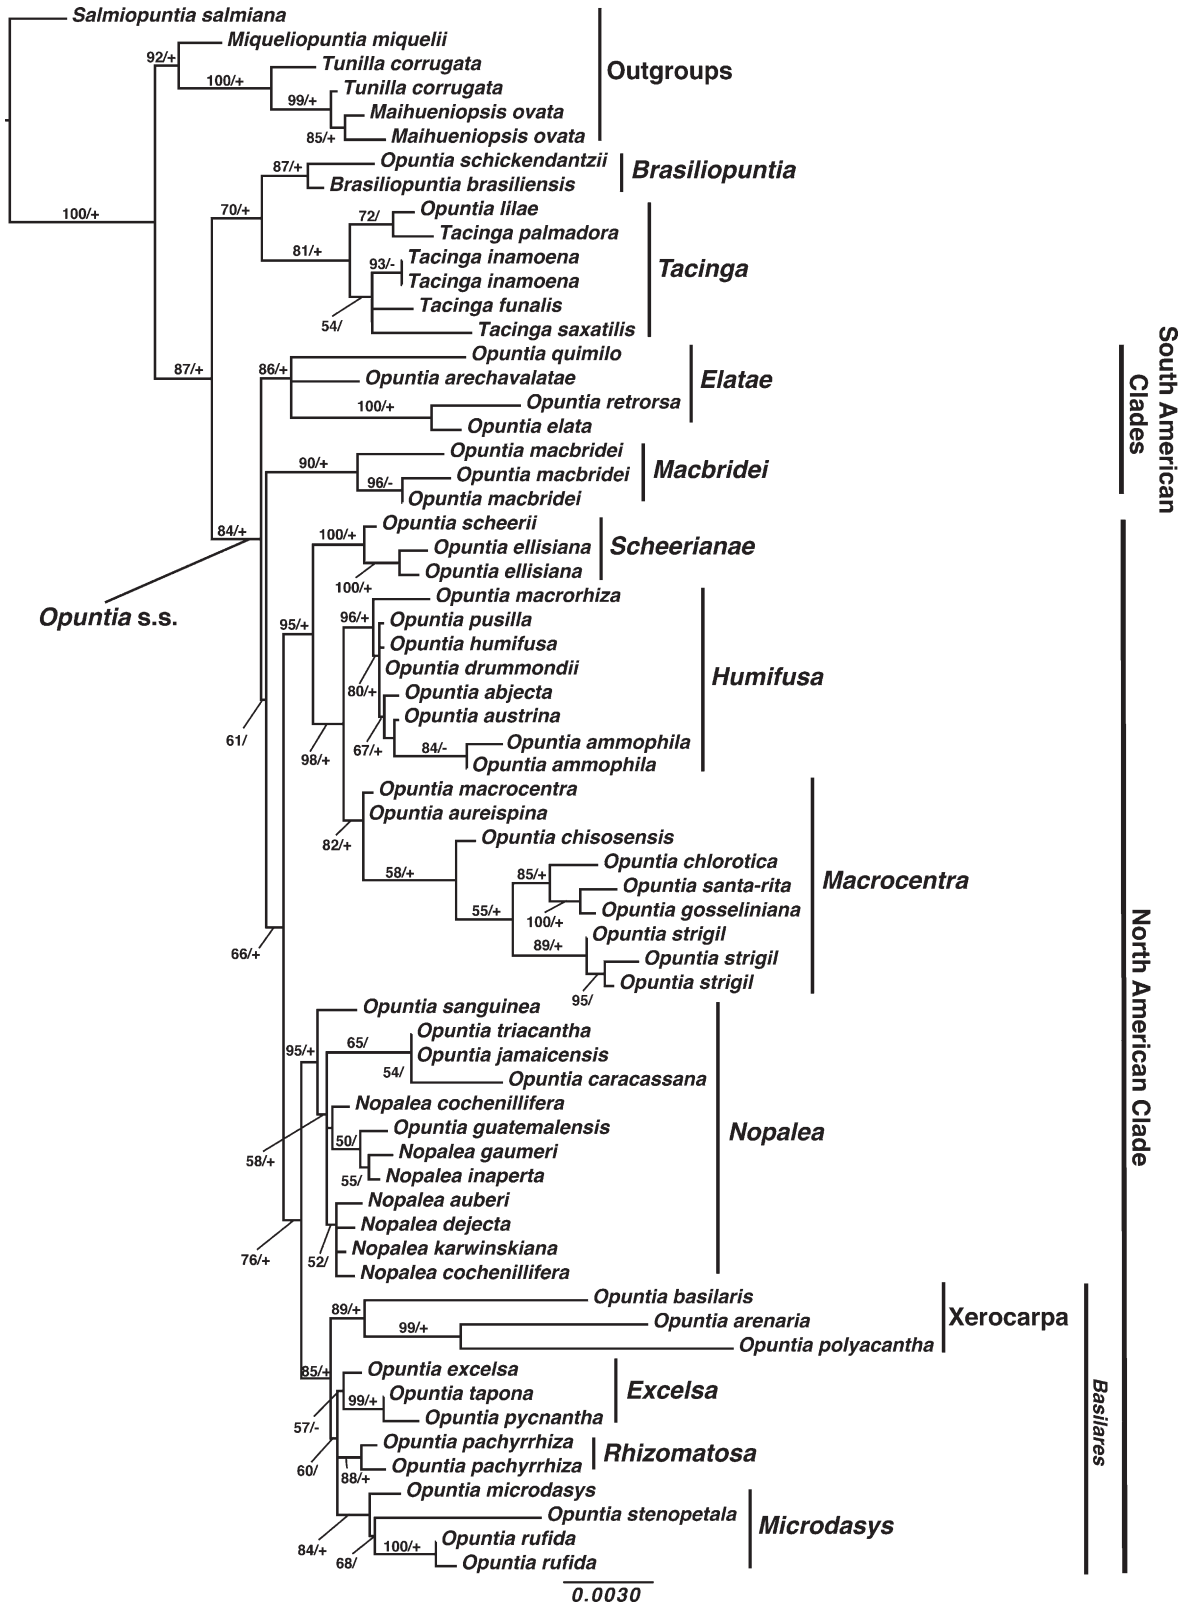 Salmiopuntia salmiana
Miqueliopuntia miquelii
92/+
Tunilla corrugata
Outgroups
100/+
Tunilla corrugata
99/+
Maihueniopsis ovata
85/+
Maihueniopsis ovata
Opuntia schickendantzii
87/+
Brasiliopuntia
Brasiliopuntia brasiliensis
100/+
70/+
Opuntia lilae
72/
Tacinga palmadora
81/+
Tacinga inamoena
93/-
Tacinga
Tacinga inamoena
Tacinga funalis
54/
Tacinga saxatilis
Opuntia quimilo
87/+
86/+
Opuntia arechavalatae
Elatae
Opuntia retrorsa
100/+
Opuntia elata
South American
Clades
Opuntia macbridei
90/+
Opuntia macbridei
Macbridei
96/-
Opuntia macbridei
Opuntia scheerii
84/+
100/+
Opuntia ellisiana
Scheerianae
Opuntia ellisiana
100/+
Opuntia macrorhiza
Opuntia s.s.
95/+
96/+
Opuntia pusilla
Opuntia humifusa
Opuntia drummondii
Humifusa
80/+
Opuntia abjecta
Opuntia austrina
61/
98/+
67/+
84/-
Opuntia ammophila
Opuntia ammophila
Opuntia macrocentra
Opuntia aureispina
82/+
Opuntia chisosensis
Opuntia chlorotica
58/+
85/+
Opuntia santa-rita
Macrocentra
Opuntia gosseliniana
55/+
100/+
Opuntia strigil
89/+
66/+
Opuntia strigil
Opuntia strigil
95/
North American Clade
Opuntia sanguinea
Opuntia triacantha
95/+
65/
Opuntia jamaicensis
54/
Opuntia caracassana
Nopalea cochenillifera
Opuntia guatemalensis
Nopalea
50/
Nopalea gaumeri
58/+
Nopalea inaperta
55/
Nopalea auberi
Nopalea dejecta
76/+
52/
Nopalea karwinskiana
Nopalea cochenillifera
Opuntia basilaris
89/+
Opuntia arenaria
Xerocarpa
99/+
Opuntia polyacantha
85/+
Opuntia excelsa
Opuntia tapona
Excelsa
99/+
Opuntia pycnantha
57/-
Basilares
Opuntia pachyrrhiza
Rhizomatosa
60/
Opuntia pachyrrhiza
88/+
Opuntia microdasys
Opuntia stenopetala
Microdasys
84/+
68/
100/+
Opuntia rufida
Opuntia rufida
0.0030